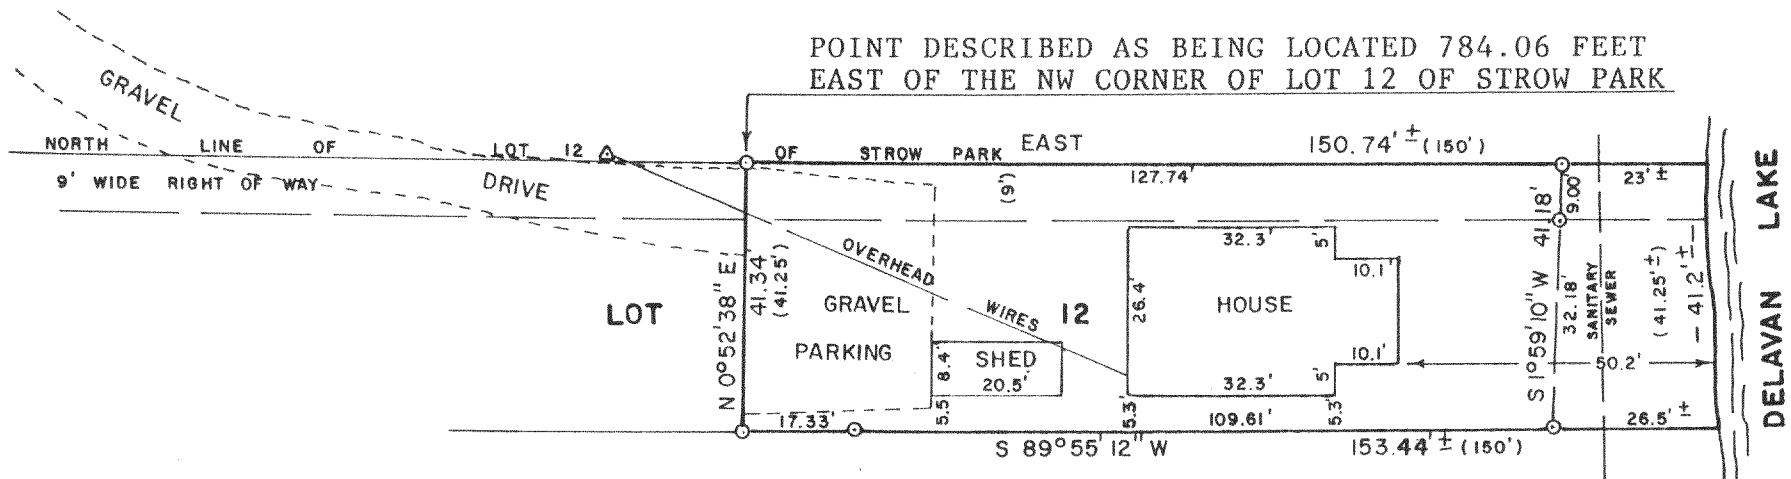 POINT DESCRIBED AS BEING LOCATED 784.06 FEET
EAST OF THE NW CORNER OF LOT 12 OF STROW PARK
GRAVEL
DRIVE
NORTH LINE OF LOT 12 OF STROW PARK
EAST
150.74' ± (150')
9' WIDE RIGHT OF WAY
127.74'
(9')
23' ±
9.00'
41.18'
S 1°59'10" W
32.18'
SANITARY
SEWER
(41.25' ±)
41.2' ±
DELAVAN LAKE
LOT 12
N 0°52'38" E
41.34
(41.25')
OVERHEAD WIRES
GRAVEL
PARKING
SHED
20.5'
8.4'
5.5'
HOUSE
32.3'
5'
10.1'
26.4'
10.1'
5'
32.3'
5.3'
5.3'
50.2'
17.33'
109.61'
26.5' ±
S 89°55'12" W
153.44' ± (150')